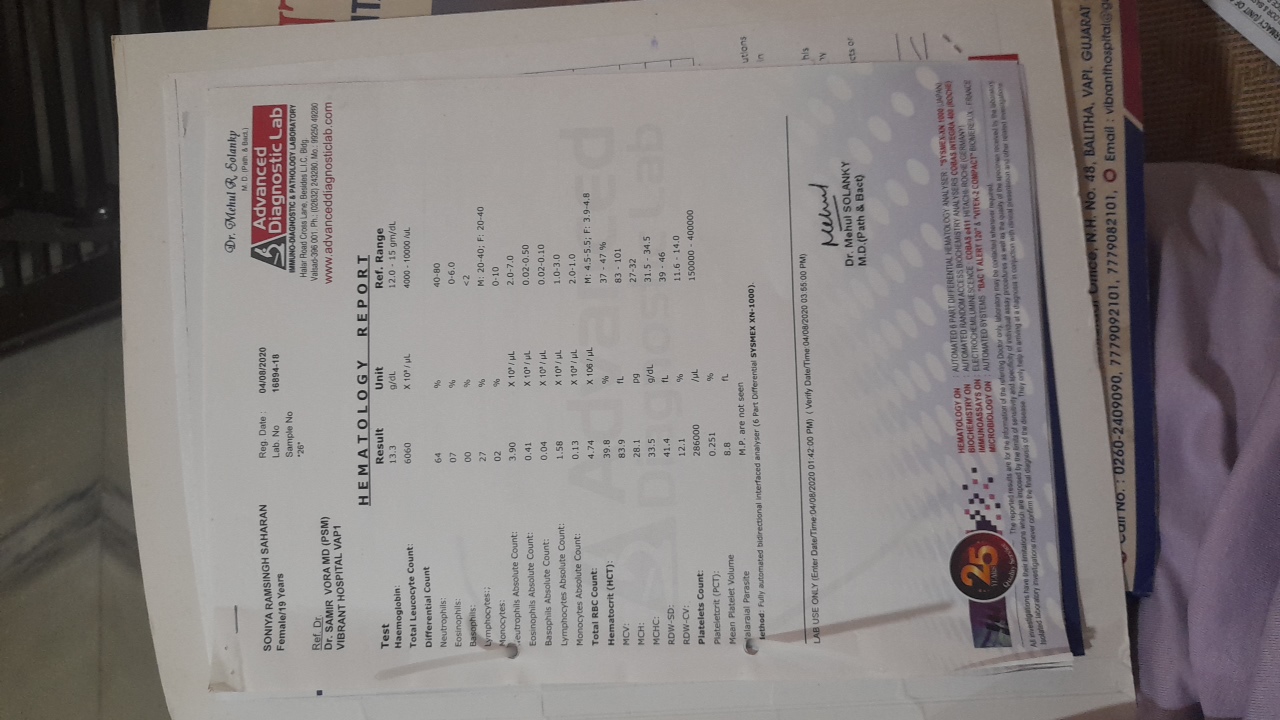 Dr. Mehul R. Solanky
M. D. (Path. & Bact.)
Advanced
Diagnostic Lab
IMMUNO-DIAGNOSTIC & PATHOLOGY LABORATORY
Halar Road Cross Lane, Besides L.I.C. Bldg.
Valsad-396 001. Ph.: (02632) 243280. Mo.: 99250 49280
www.advanceddiagnosticlab.com
SONIYA RAMSINGH SAHARAN
Female/19 Years
Reg. Date : 04/08/2020
Lab. No 16894-18
Sample No
"26"
Ref. Dr.
Dr. SAMIR VORA MD (PSM)
VIBRANT HOSPITAL VAP1
HEMATOLOGY REPORT
Test Result Unit Ref. Range
Haemoglobin: 13.3 g/dL 12.0 - 15 gm/dL
Total Leucocyte Count: 6060 X 10³ / µL 4000 - 10000 /uL
Differential Count
Neutrophils: 64 % 40-80
Eosinophils: 07 % 0-6.0
Basophils: 00 % <2
Lymphocytes:; 27 % M: 20-40; F: 20-40
Monocytes: 02 % 0-10
Neutrophils Absolute Count: 3.90 X 10³ / µL 2.0-7.0
Eosinophils Absolute Count: 0.41 X 10³ / µL 0.02-0.50
Basophils Absolute Count: 0.04 X 10³ / µL 0.02-0.10
Lymphocytes Absolute Count: 1.58 X 10³ / µL 1.0-3.0
Monocytes Absolute Count: 0.13 X 10³ / µL 2.0-1.0
Total RBC Count: 4.74 X 106 / µL M: 4.5-5.5; F: 3.9-4.8
Hematocrit (HCT): 39.8 % 37 - 47 %
MCV: 83.9 fL 83 - 101
MCH: 28.1 pg 27-32
MCHC: 33.5 g/dL 31.5 - 34.5
RDW-SD: 41.4 fL 39 - 46
RDW-CV: 12.1 % 11.6 - 14.0
Platelets Count: 286000 /µL 150000 - 400000
Plateletcrit (PCT): 0.251 %
Mean Platelet Volume 8.8 fL
alaraial Parasite M.P. are not seen
lethod: Fully automated bidirectional interfaced analyser (6 Part Differential SYSMEX XN-1000).
LAB USE ONLY (Enter Date/Time:04/08/2020 01:42:00 PM) ( Verify Date/Time:04/08/2020 03:55:00 PM)
Mehul
Dr. Mehul SOLANKY
M.D.(Path & Bact)
25
YEARS
Quality Service
HEMATOLOGY ON : AUTOMATED 6 PART DIFFERENTIAL HEMATOLOGY ANALYSER : "SYSMEX-XN 1000 (JAPAN)
BIOCHEMISTRY ON : AUTOMATED RANDOM ACCESS BIOCHEMISTRY ANALYSERS COBAS INTEGRA 400 (ROCHE)
IMMUNOASSAYS ON : ELECTROCHEMILUMINESCENCE : COBAS e411 HITACHI- ROCHE (GERMANY)
MICROBIOLOGY ON : AUTOMATED SYSTEMS "BAC T ALERT 120" & "VITEK-2 COMPACT" BIOMERIEUX - FRANCE
The reported results are for the information of the referring Doctor only, laboratory may be contacted whenever required.
All investigations have their limitations which are imposed by the limits of sensitivity and specificity of individual assay procedures as well as the quality of the specimen received by the laboratory.
Isolated laboratory investigations never confirm the final diagnosis of the disease. They only help in arriving at a diagnosis in conjuction with clinical presentation and other related investigations
utions
in
his
cts or
Office, N.H. No. 48, BALITHA, VAPI. GUJARAT
Call No. : 0260-2409090, 7779092101, 7779082101, Email : vibranthospital@g